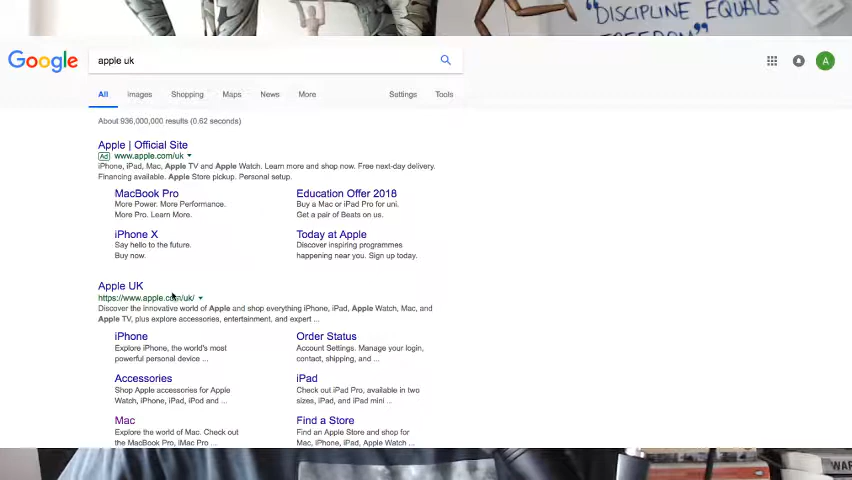 "DISCIPLINE EQUALS
FREEDOM"
Google
apple uk
All Images Shopping Maps News More Settings Tools
A
About 936,000,000 results (0.62 seconds)
Apple | Official Site
Ad www.apple.com/uk
iPhone, iPad, Mac, Apple TV and Apple Watch. Learn more and shop now. Free next-day delivery.
Financing available. Apple Store pickup. Personal setup.
MacBook Pro
More Power. More Performance.
More Pro. Learn More.
Education Offer 2018
Buy a Mac or iPad Pro for uni.
Get a pair of Beats on us.
iPhone X
Say hello to the future.
Buy now.
Today at Apple
Discover inspiring programmes
happening near you. Sign up today.
Apple UK
https://www.apple.com/uk/
Discover the innovative world of Apple and shop everything iPhone, iPad, Apple Watch, Mac, and
Apple TV, plus explore accessories, entertainment, and expert ...
iPhone
Explore iPhone, the world's most
powerful personal device ...
Order Status
Account Settings. Manage your login,
contact, shipping, and ...
Accessories
Shop Apple accessories for Apple
Watch, iPhone, iPad, iPod and ...
iPad
Check out iPad Pro, available in two
sizes, iPad, and iPad mini ...
Mac
Explore the world of Mac. Check out
the MacBook Pro, iMac Pro ...
Find a Store
Find an Apple Store and shop for
Mac, iPhone, iPad, Apple Watch ...
WAR